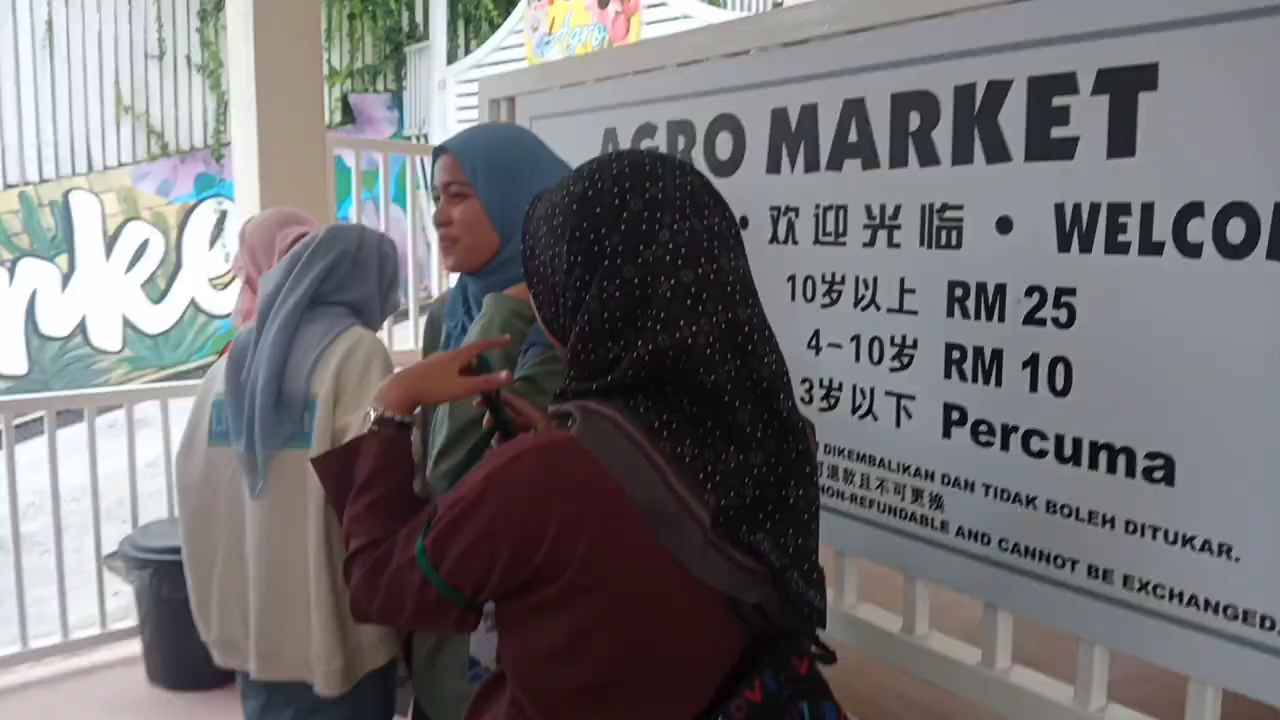 Agro
AGRO MARKET
• 欢迎光临 • WELCO
10岁以上 RM 25
4-10岁 RM 10
3岁以下 Percuma
DIKEMBALIKAN DAN TIDAK BOLEH DITUKAR.
可退款且不可更换
NON-REFUNDABLE AND CANNOT BE EXCHANGED.